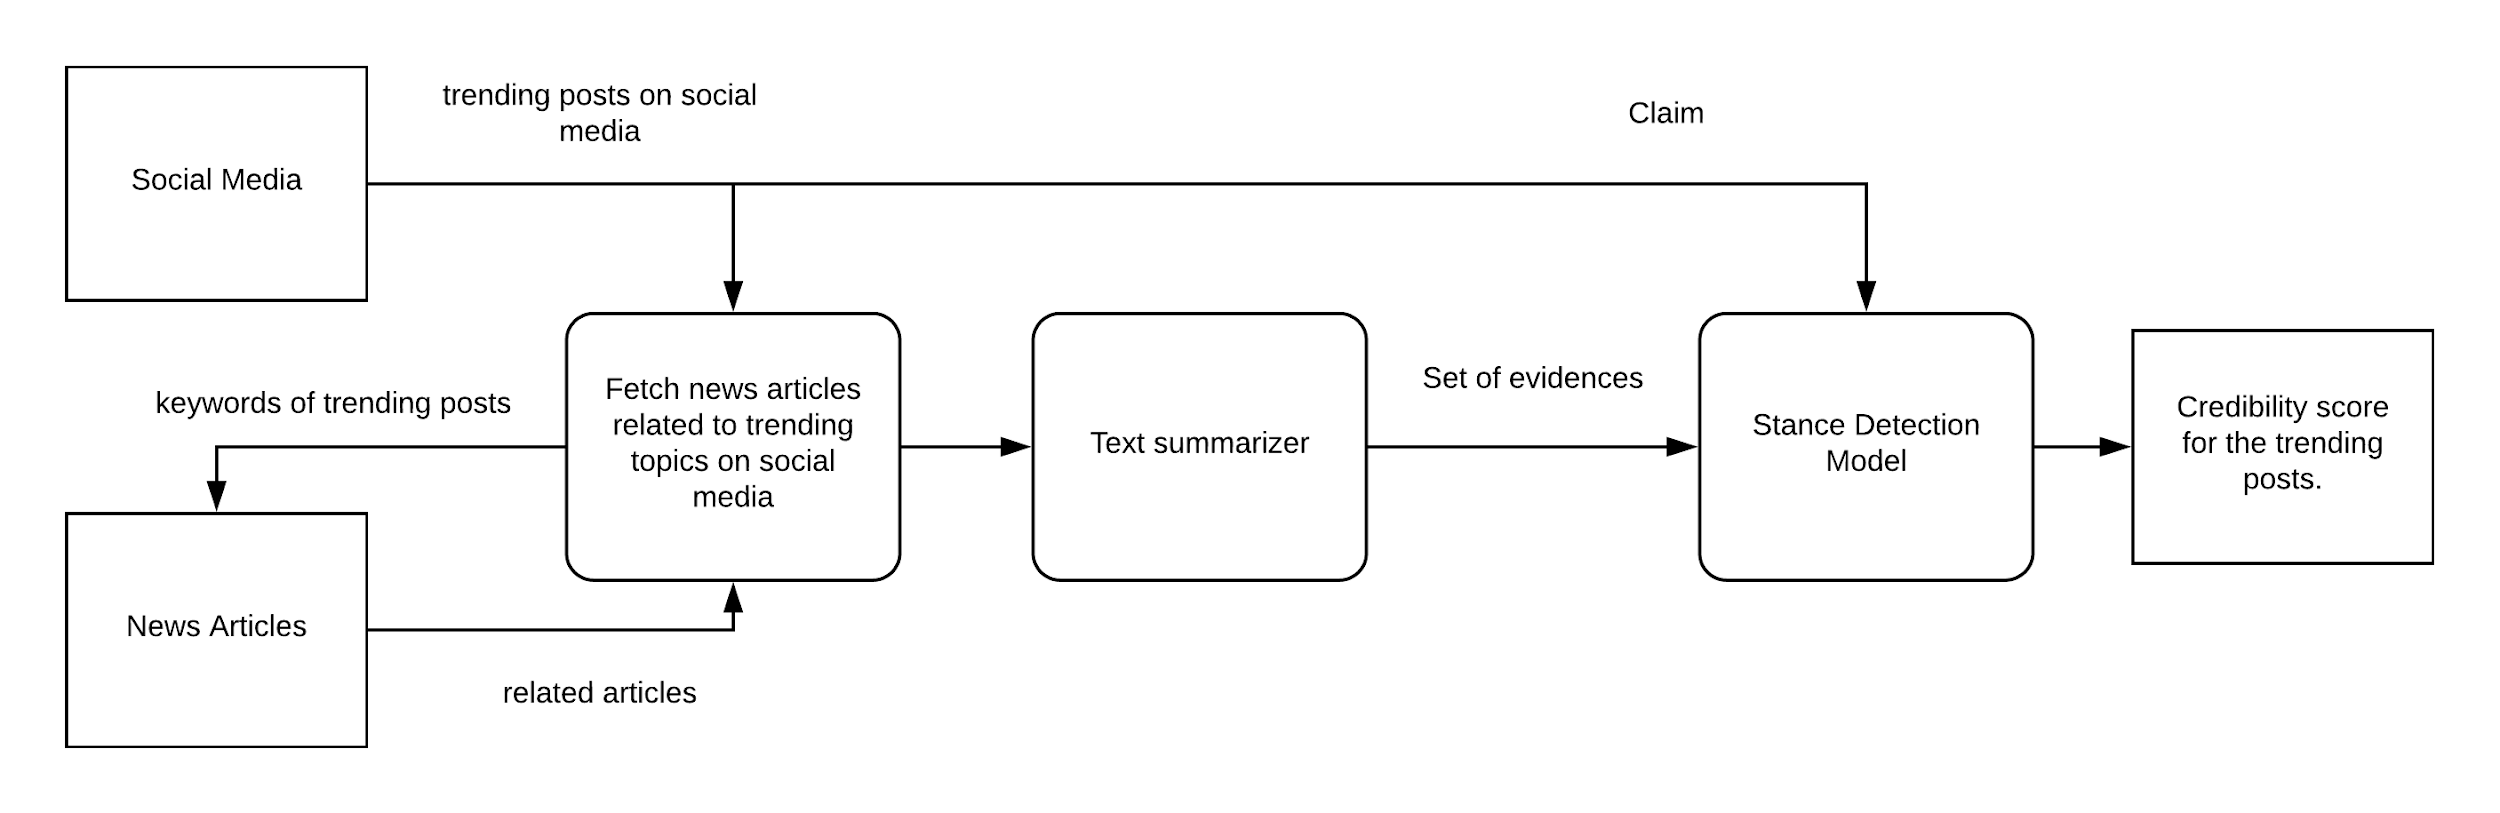 trending posts on social
media
Claim
Social Media
keywords of trending posts
Fetch news articles
related to trending
topics on social
media
Text summarizer
Set of evidences
Stance Detection
Model
Credibility score
for the trending
posts.
News Articles
related articles